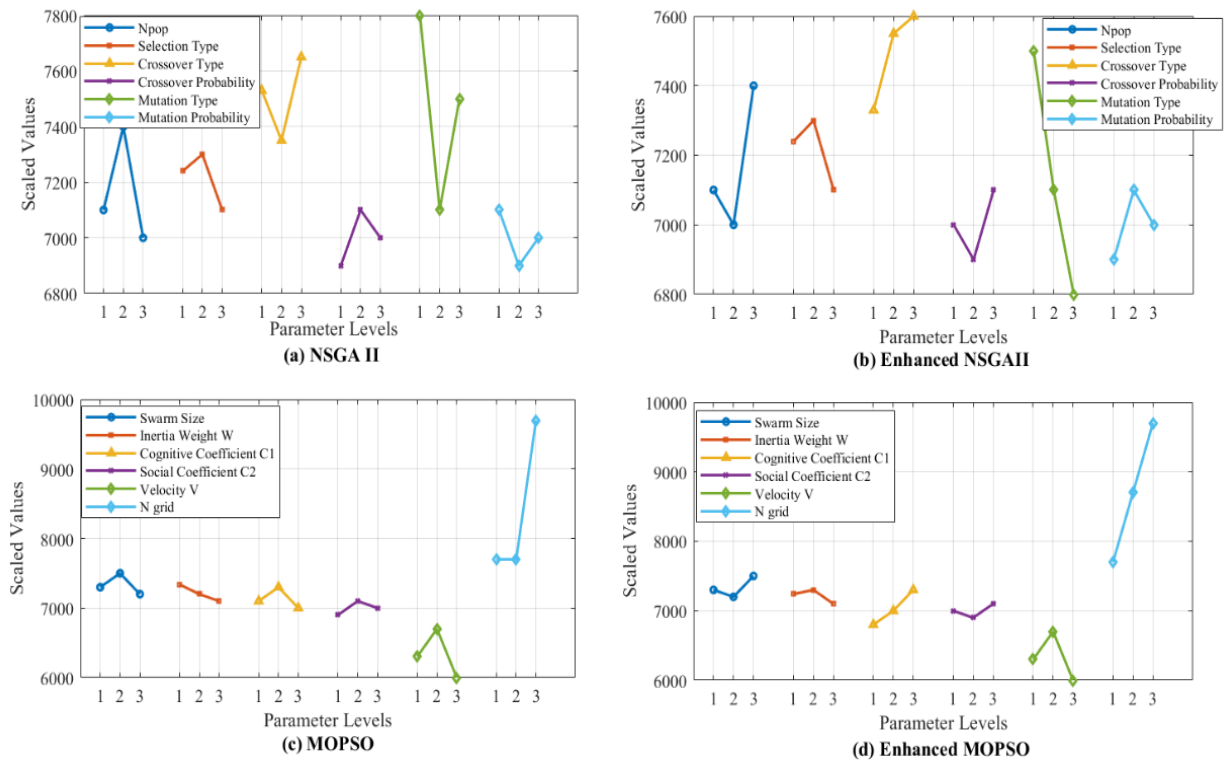 7800
7600
7400
7200
7000
6800
Scaled Values
Npop
Selection Type
Crossover Type
Crossover Probability
Mutation Type
Mutation Probability
1 2 3 1 2 3 1 2 3 1 2 3 1 2 3 1 2 3
Parameter Levels
(a) NSGA II
7600
7400
7200
7000
6800
Scaled Values
Npop
Selection Type
Crossover Type
Crossover Probability
Mutation Type
Mutation Probability
1 2 3 1 2 3 1 2 3 1 2 3 1 2 3 1 2 3
Parameter Levels
(b) Enhanced NSGAII
10000
9000
8000
7000
6000
Scaled Values
Swarm Size
Inertia Weight W
Cognitive Coefficient C1
Social Coefficient C2
Velocity V
N grid
1 2 3 1 2 3 1 2 3 1 2 3 1 2 3 1 2 3
Parameter Levels
(c) MOPSO
10000
9000
8000
7000
6000
Scaled Values
Swarm Size
Inertia Weight W
Cognitive Coefficient C1
Social Coefficient C2
Velocity V
N grid
1 2 3 1 2 3 1 2 3 1 2 3 1 2 3 1 2 3
Parameter Levels
(d) Enhanced MOPSO